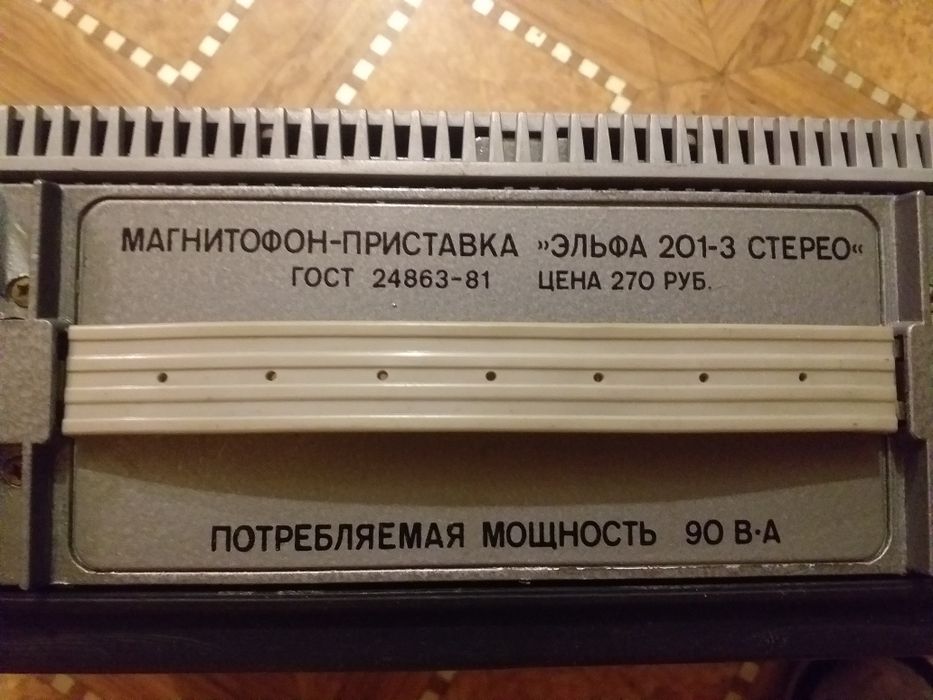 МАГНИТОФОН-ПРИСТАВКА »ЭЛЬФА 201-3 СТЕРЕО«
ГОСТ 24863-81 ЦЕНА 270 РУБ.
ПОТРЕБЛЯЕМАЯ МОЩНОСТЬ 90 В·А